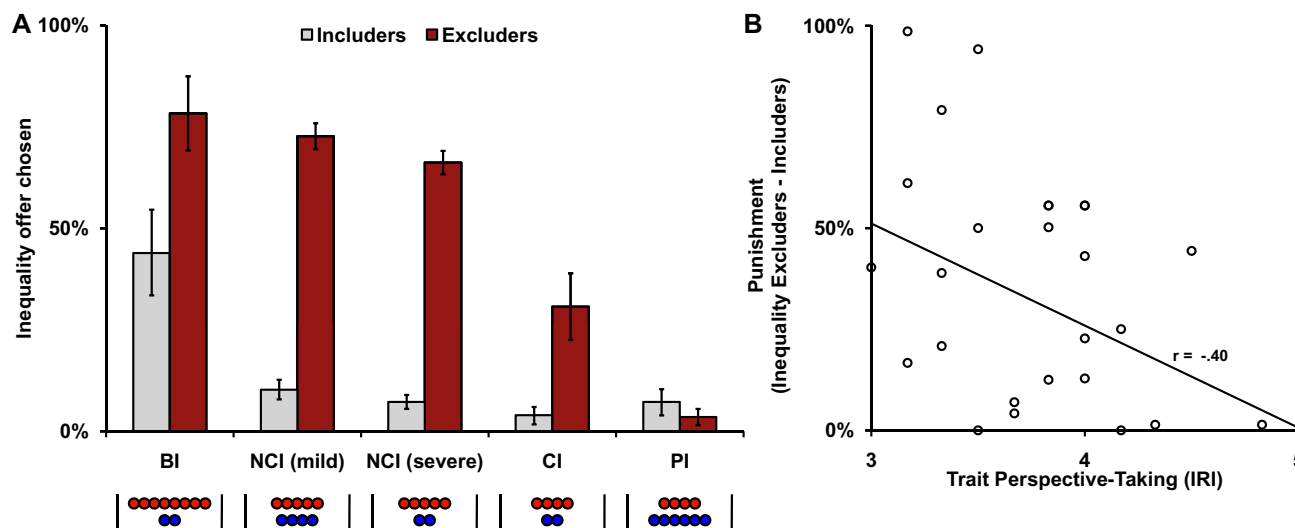 A
100%
50%
0%
Inequality offer chosen
Includers
Excluders
BI
NCI (mild)
NCI (severe)
CI
PI
B
100%
50%
0%
Punishment
(Inequality Excluders - Includers)
r = -.40
3
4
5
Trait Perspective-Taking (IRI)